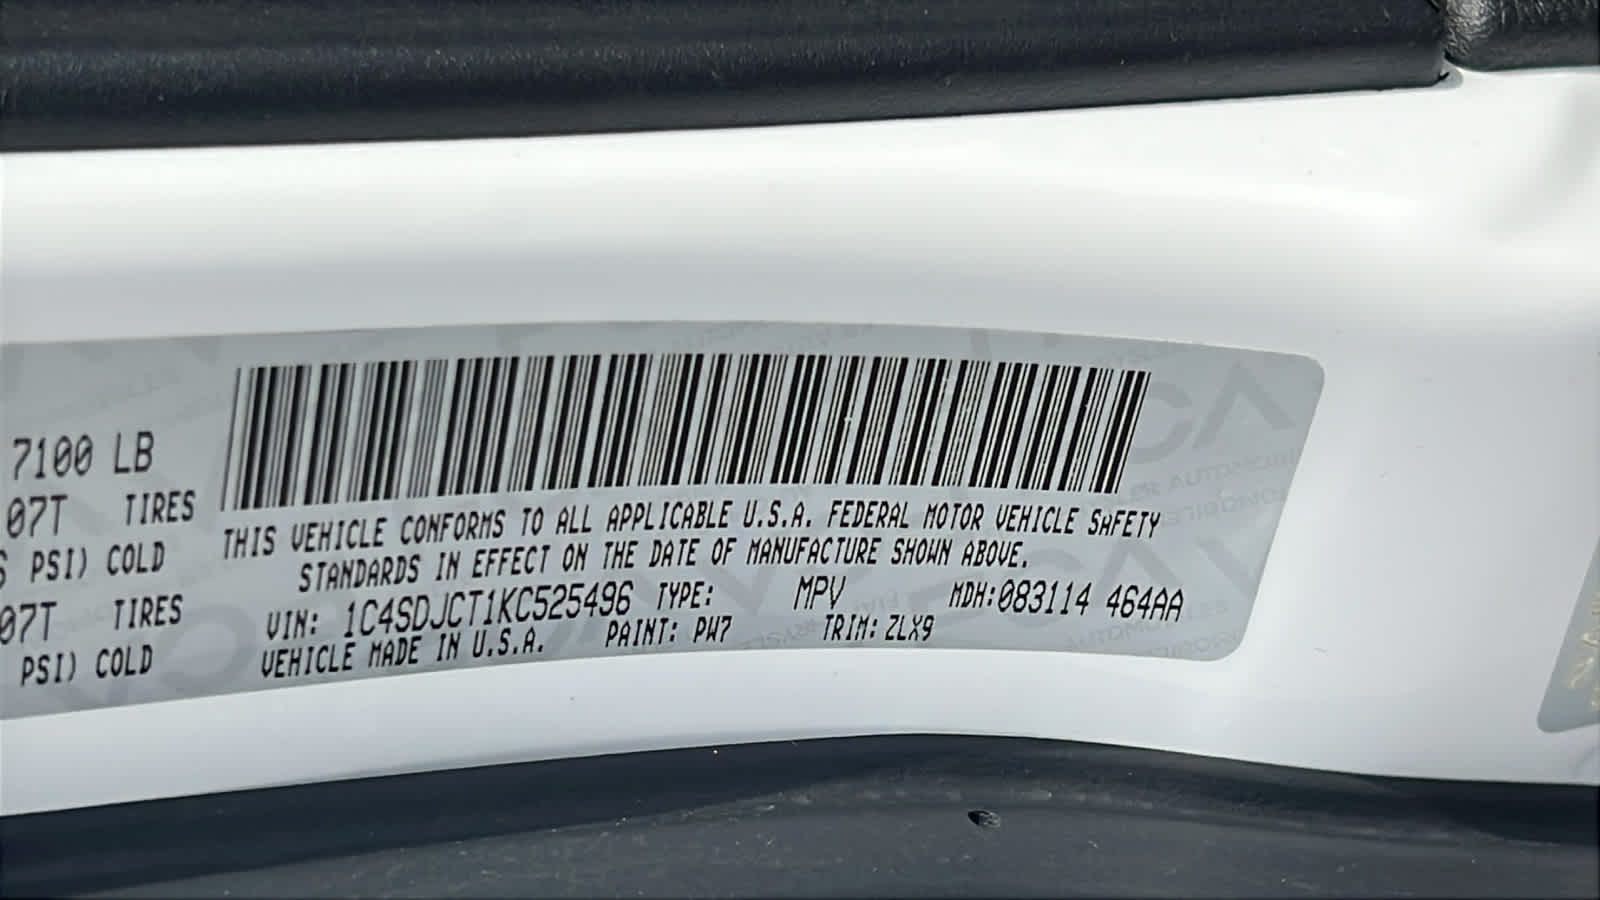 7100 LB
07T TIRES
PSI) COLD
07T TIRES
PSI) COLD
THIS VEHICLE CONFORMS TO ALL APPLICABLE U.S.A. FEDERAL MOTOR VEHICLE SAFETY
STANDARDS IN EFFECT ON THE DATE OF MANUFACTURE SHOWN ABOVE.
VIN: 1C4SDJCT1KC525496 TYPE: MPV MDH:083114 464AA
VEHICLE MADE IN U.S.A. PAINT: PW7 TRIM: ZLX9